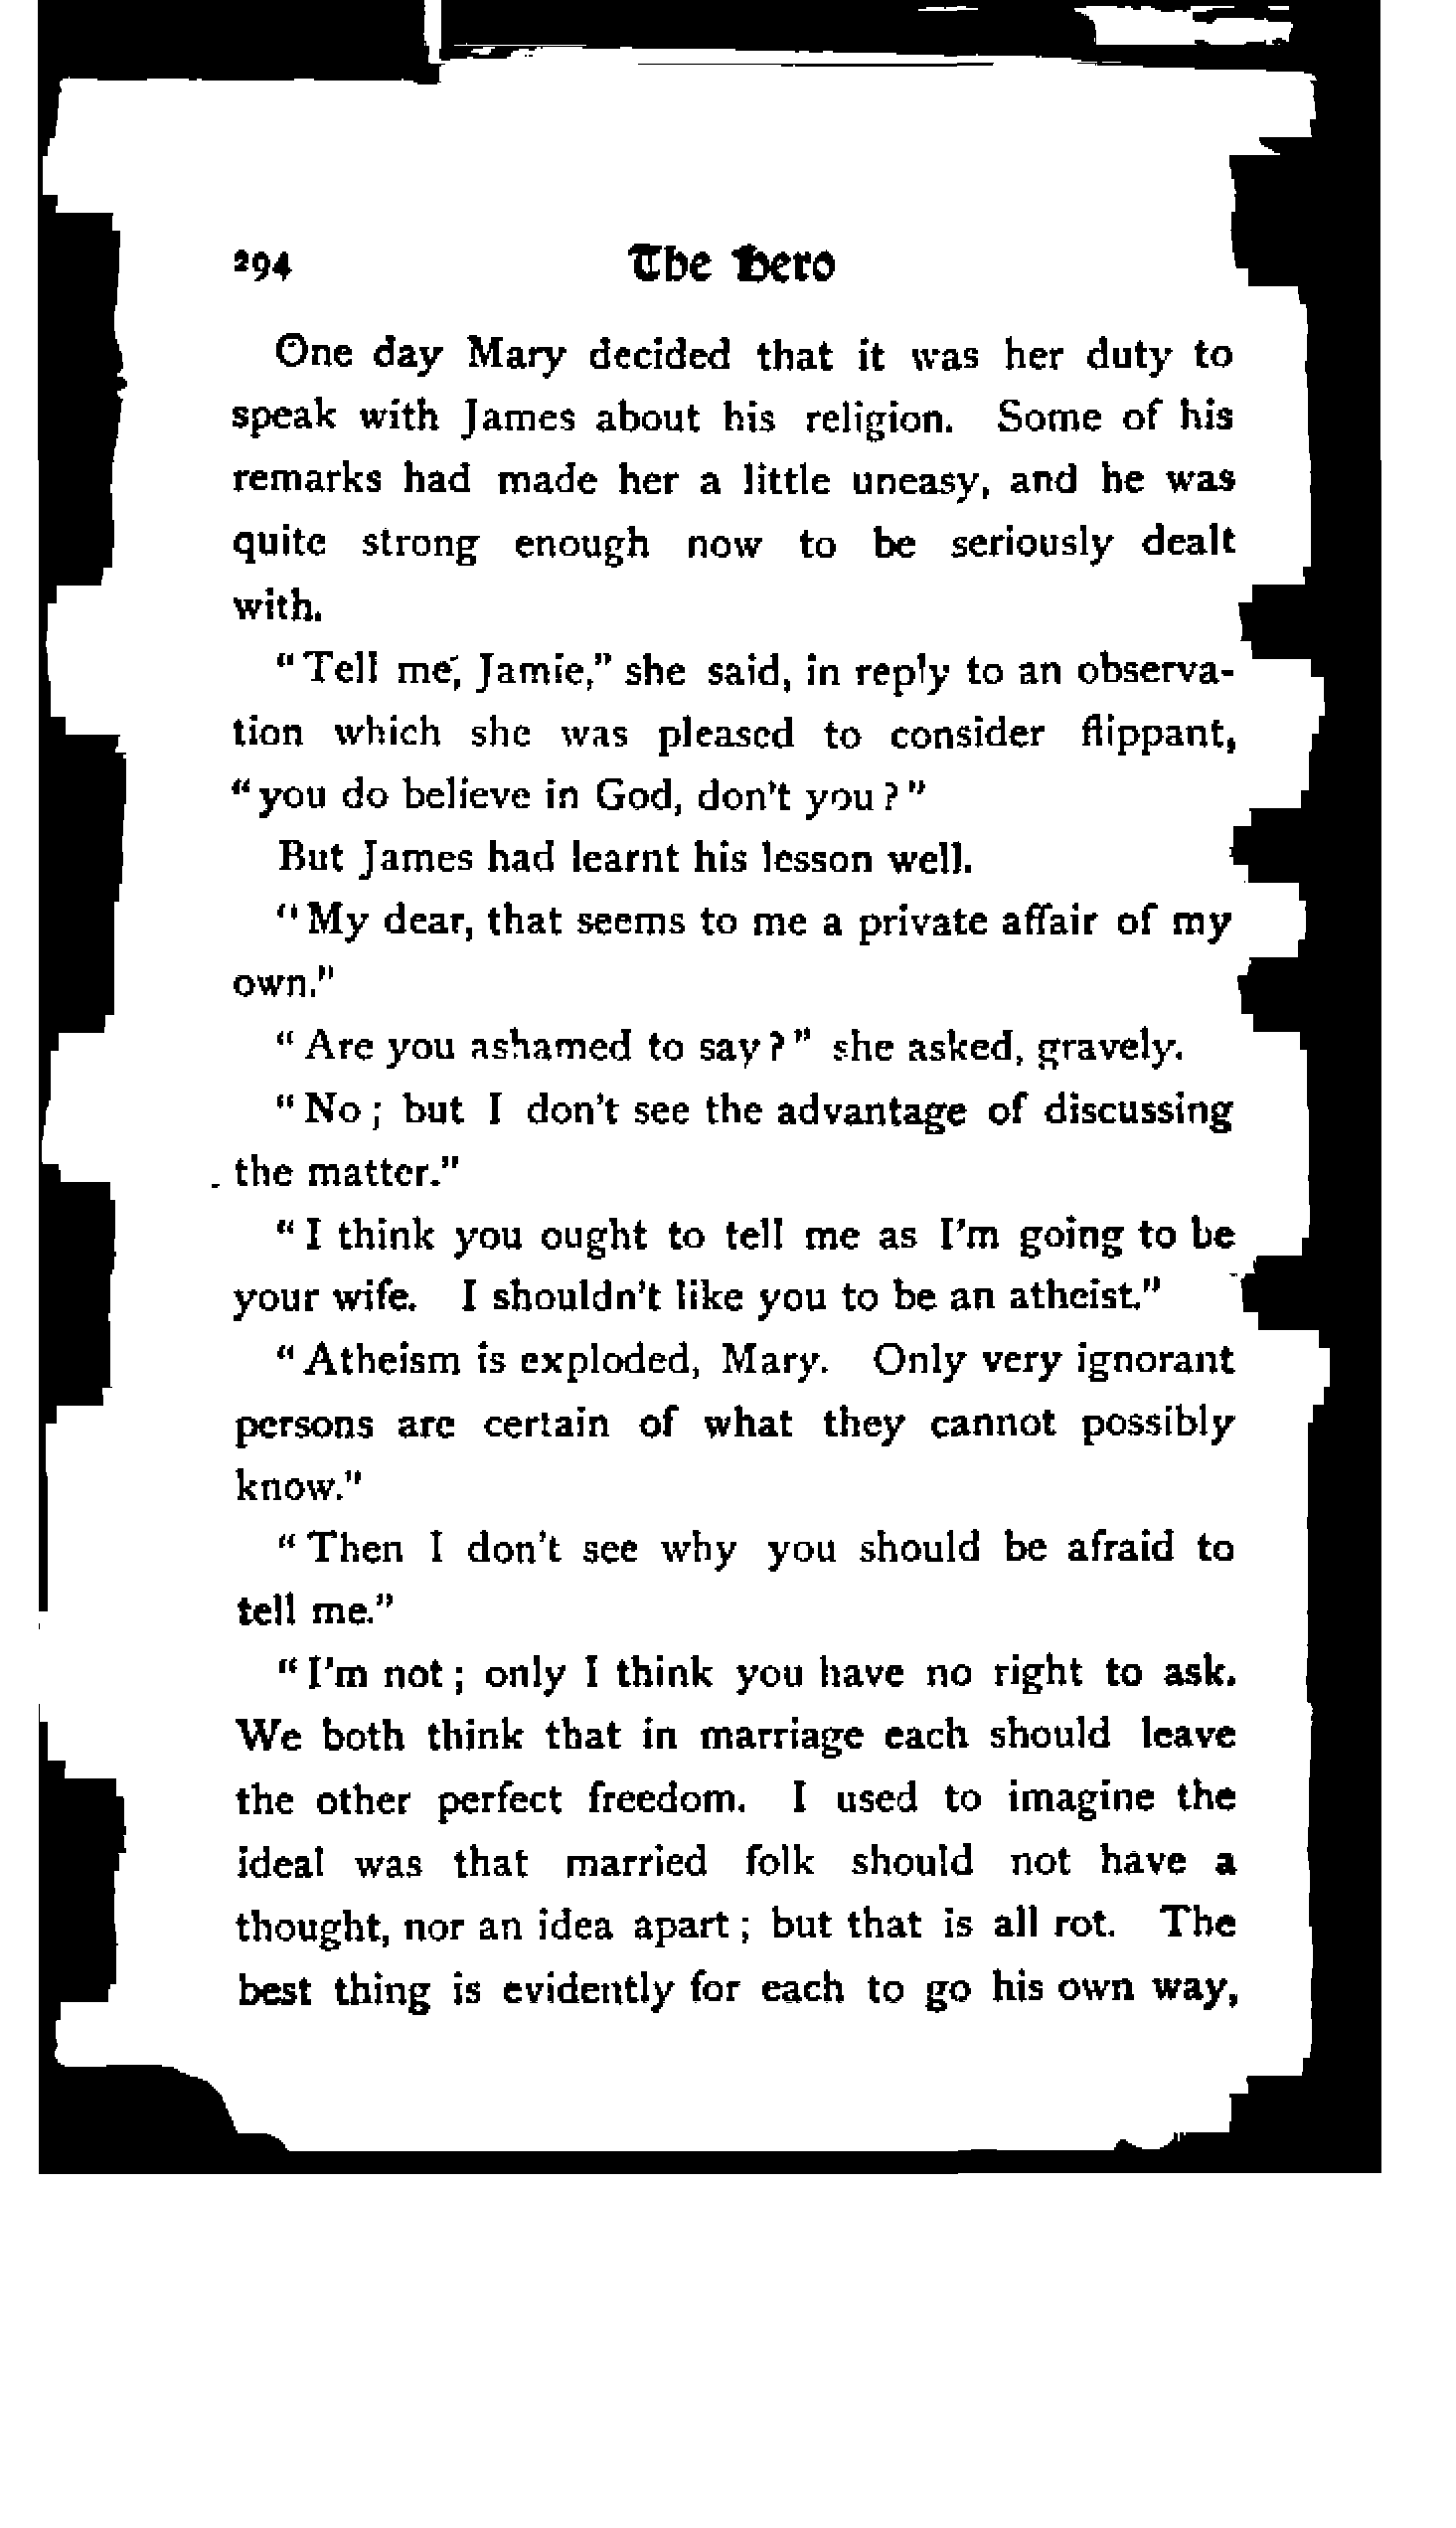 294 The Hero
One day Mary decided that it was her duty to
speak with James about his religion. Some of his
remarks had made her a little uneasy, and he was
quite strong enough now to be seriously dealt
with.
"Tell me, Jamie," she said, in reply to an observa-
tion which she was pleased to consider flippant,
"you do believe in God, don't you?"
But James had learnt his lesson well.
"My dear, that seems to me a private affair of my
own."
"Are you ashamed to say?" she asked, gravely.
"No; but I don't see the advantage of discussing
the matter."
"I think you ought to tell me as I'm going to be
your wife. I shouldn't like you to be an atheist."
"Atheism is exploded, Mary. Only very ignorant
persons are certain of what they cannot possibly
know."
"Then I don't see why you should be afraid to
tell me."
"I'm not; only I think you have no right to ask.
We both think that in marriage each should leave
the other perfect freedom. I used to imagine the
ideal was that married folk should not have a
thought, nor an idea apart; but that is all rot. The
best thing is evidently for each to go his own way,